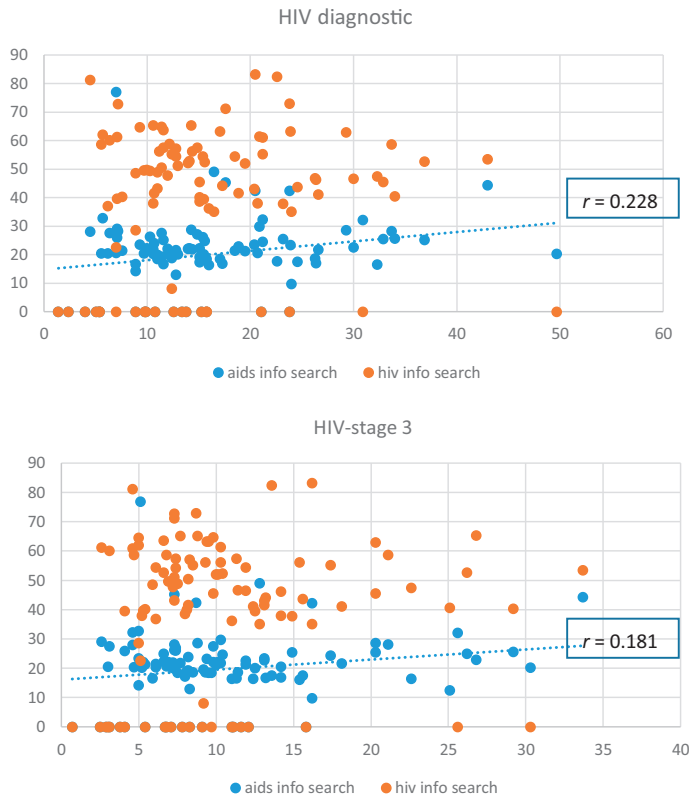 HIV diagnostic
90
80
70
60
50
40
30
20
10
0
r = 0.228
0 10 20 30 40 50 60
aids info search hiv info search
HIV-stage 3
90
80
70
60
50
40
30
20
10
0
r = 0.181
0 5 10 15 20 25 30 35 40
aids info search hiv info search